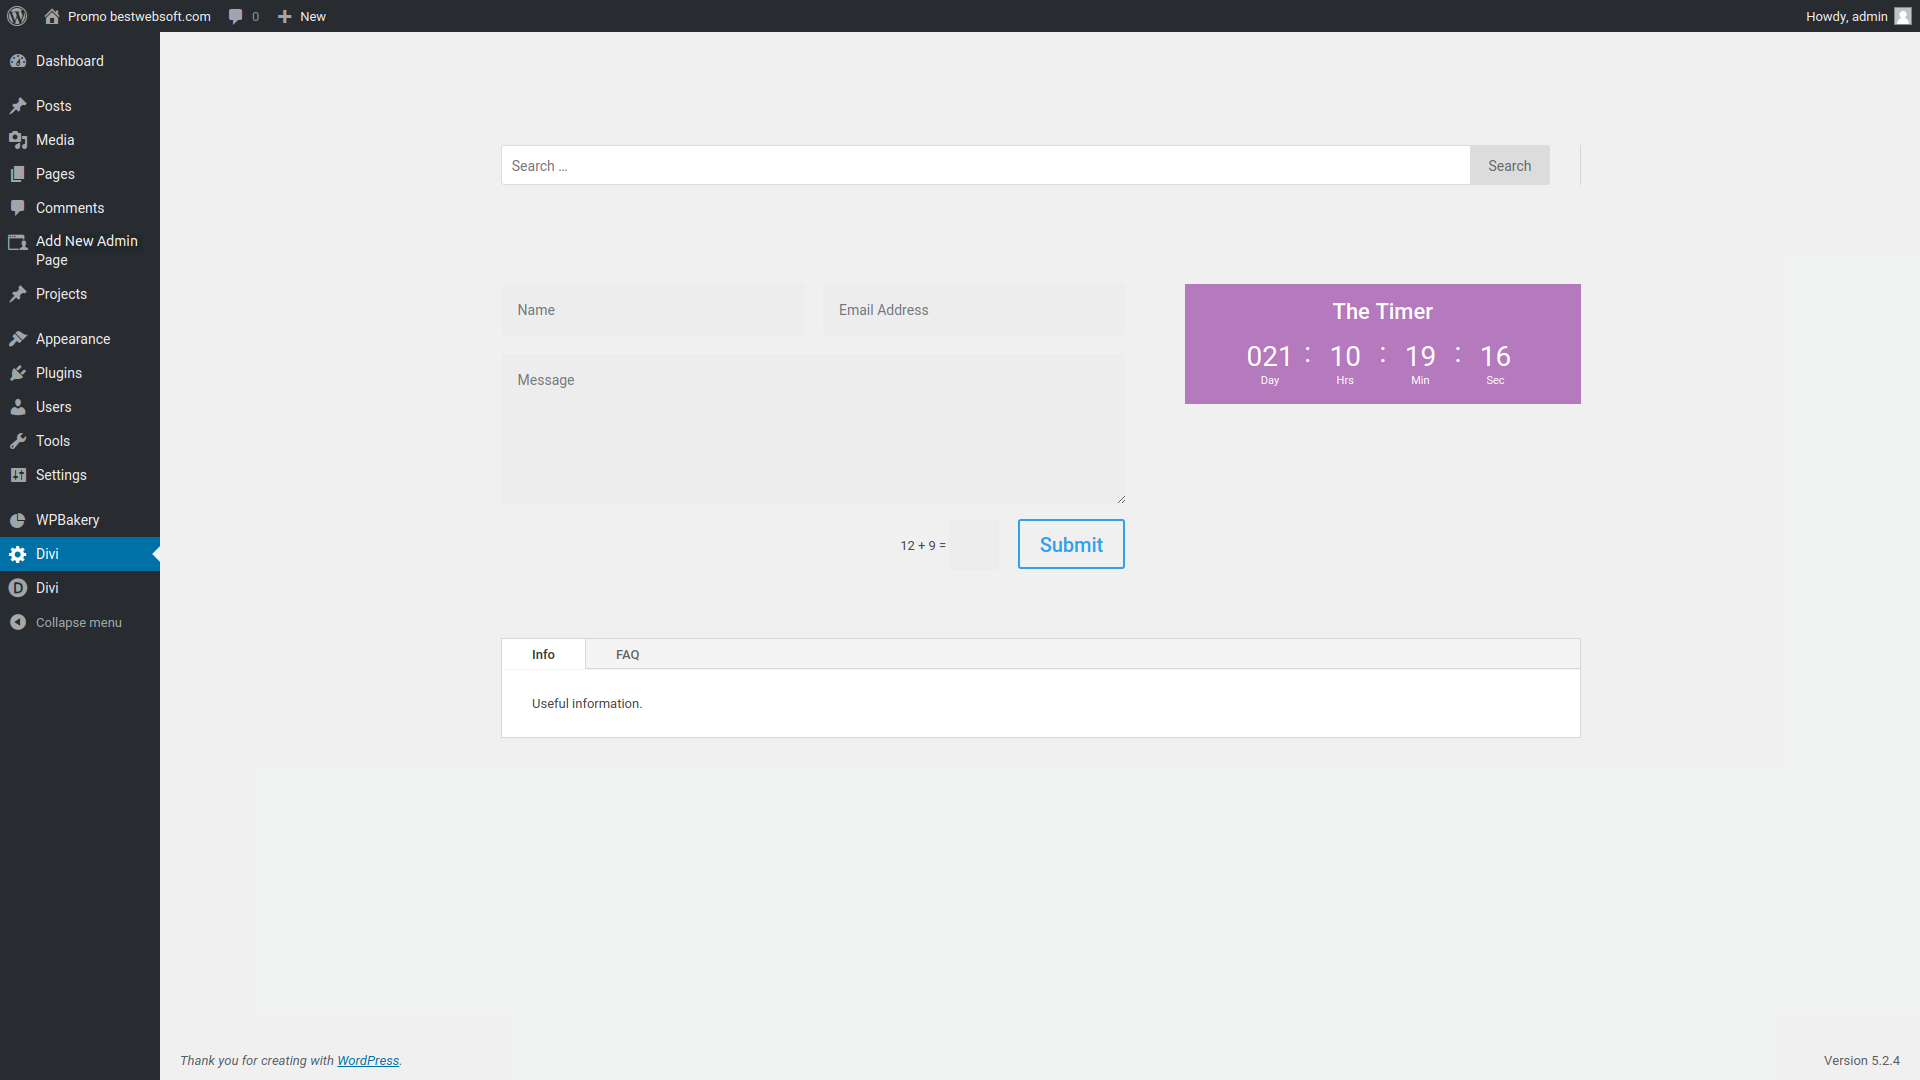 Promo bestwebsoft.com 0 New Howdy, admin
Dashboard
Posts
Media
Pages
Comments
Add New Admin
Page
Projects
Appearance
Plugins
Users
Tools
Settings
WPBakery
Divi
D Divi
Collapse menu
Search ... Search
Name Email Address
Message
12 + 9 = Submit
The Timer
021 : 10 : 19 : 16
Day Hrs Min Sec
Info FAQ
Useful information.
Thank you for creating with WordPress. Version 5.2.4